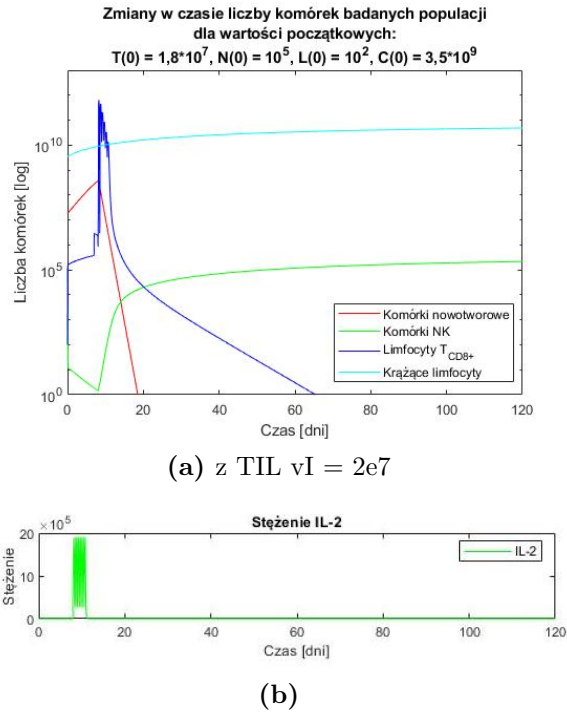 Zmiany w czasie liczby komórek badanych populacji
dla wartości początkowych:
T(0) = 1,8*10^7, N(0) = 10^5, L(0) = 10^2, C(0) = 3,5*10^9
Liczba komórek [log]
10^10
10^5
10^0
0 20 40 60 80 100 120
Czas [dni]
Komórki nowotworowe
Komórki NK
Limfocyty T_CD8+
Krążące limfocyty
(a) z TIL vI = 2e7
Stężenie IL-2
×10^5
Stężenie
20
10
0
0 20 40 60 80 100 120
Czas [dni]
IL-2
(b)